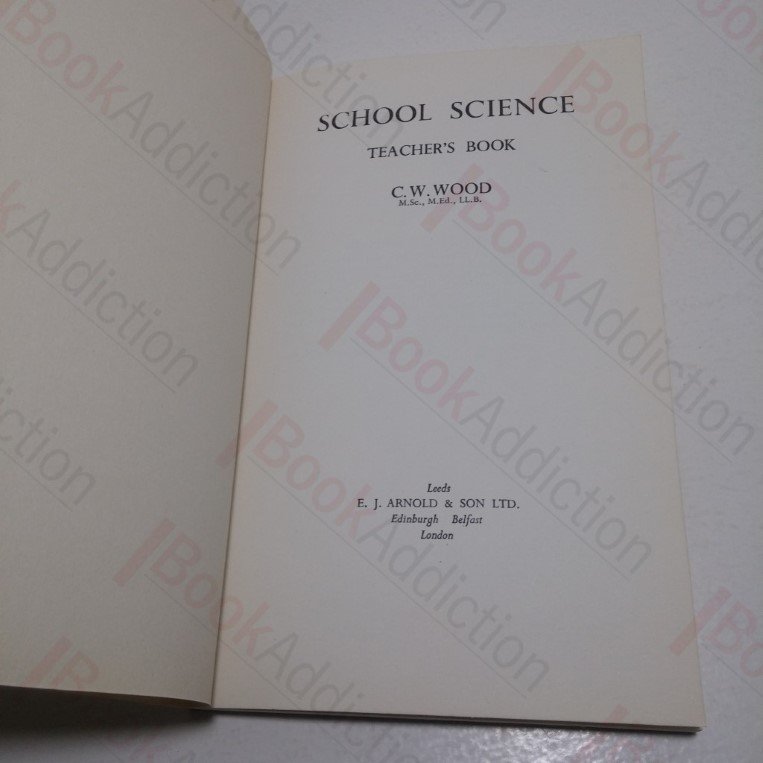 SCHOOL SCIENCE
TEACHER'S BOOK
C. W. WOOD
M.Sc., M.Ed., LL.B.
Leeds
E. J. ARNOLD & SON LTD.
Edinburgh Belfast
London
BookAddiction